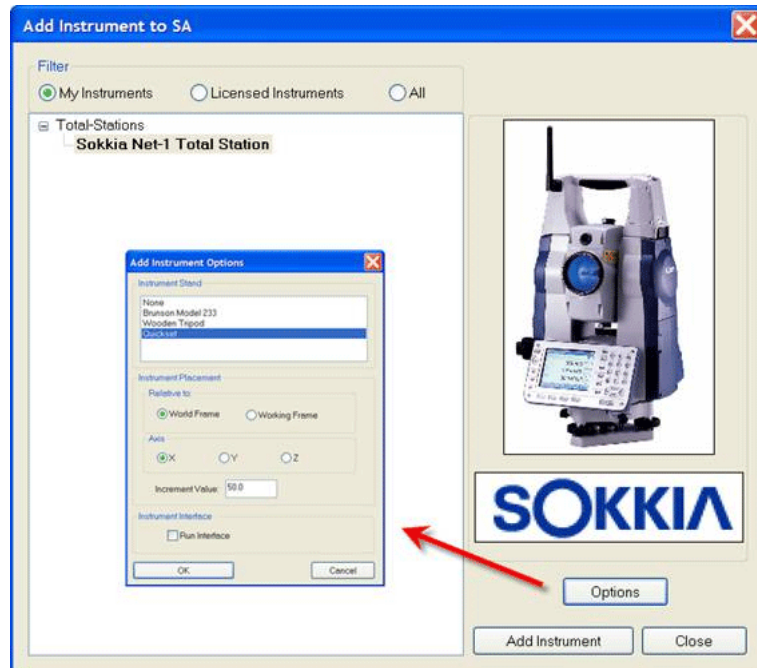 Add Instrument to SA
Filter
My Instruments Licensed Instruments All
Total-Stations
Sokkia Net-1 Total Station
Add Instrument Options
Instrument Stand
None
Brunson Model 233
Wooden Tripod
Quickset
Instrument Placement
Relative to:
World Frame Working Frame
Axis
X Y Z
Increment Value: 50.0
Instrument Interface
Run Interface
OK Cancel
SOKKIA
Options
Add Instrument Close